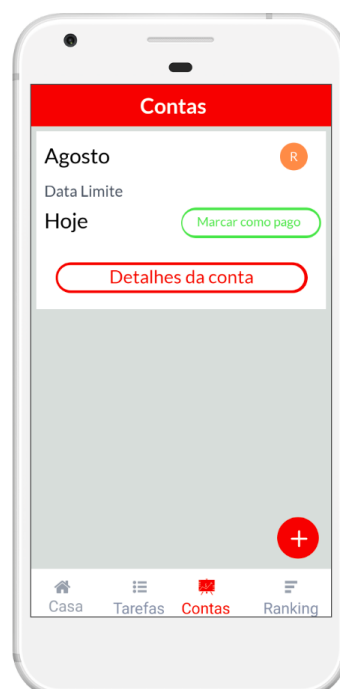 Contas
Agosto
R
Data Limite
Hoje
Marcar como pago
Detalhes da conta
+
Casa Tarefas Contas Ranking